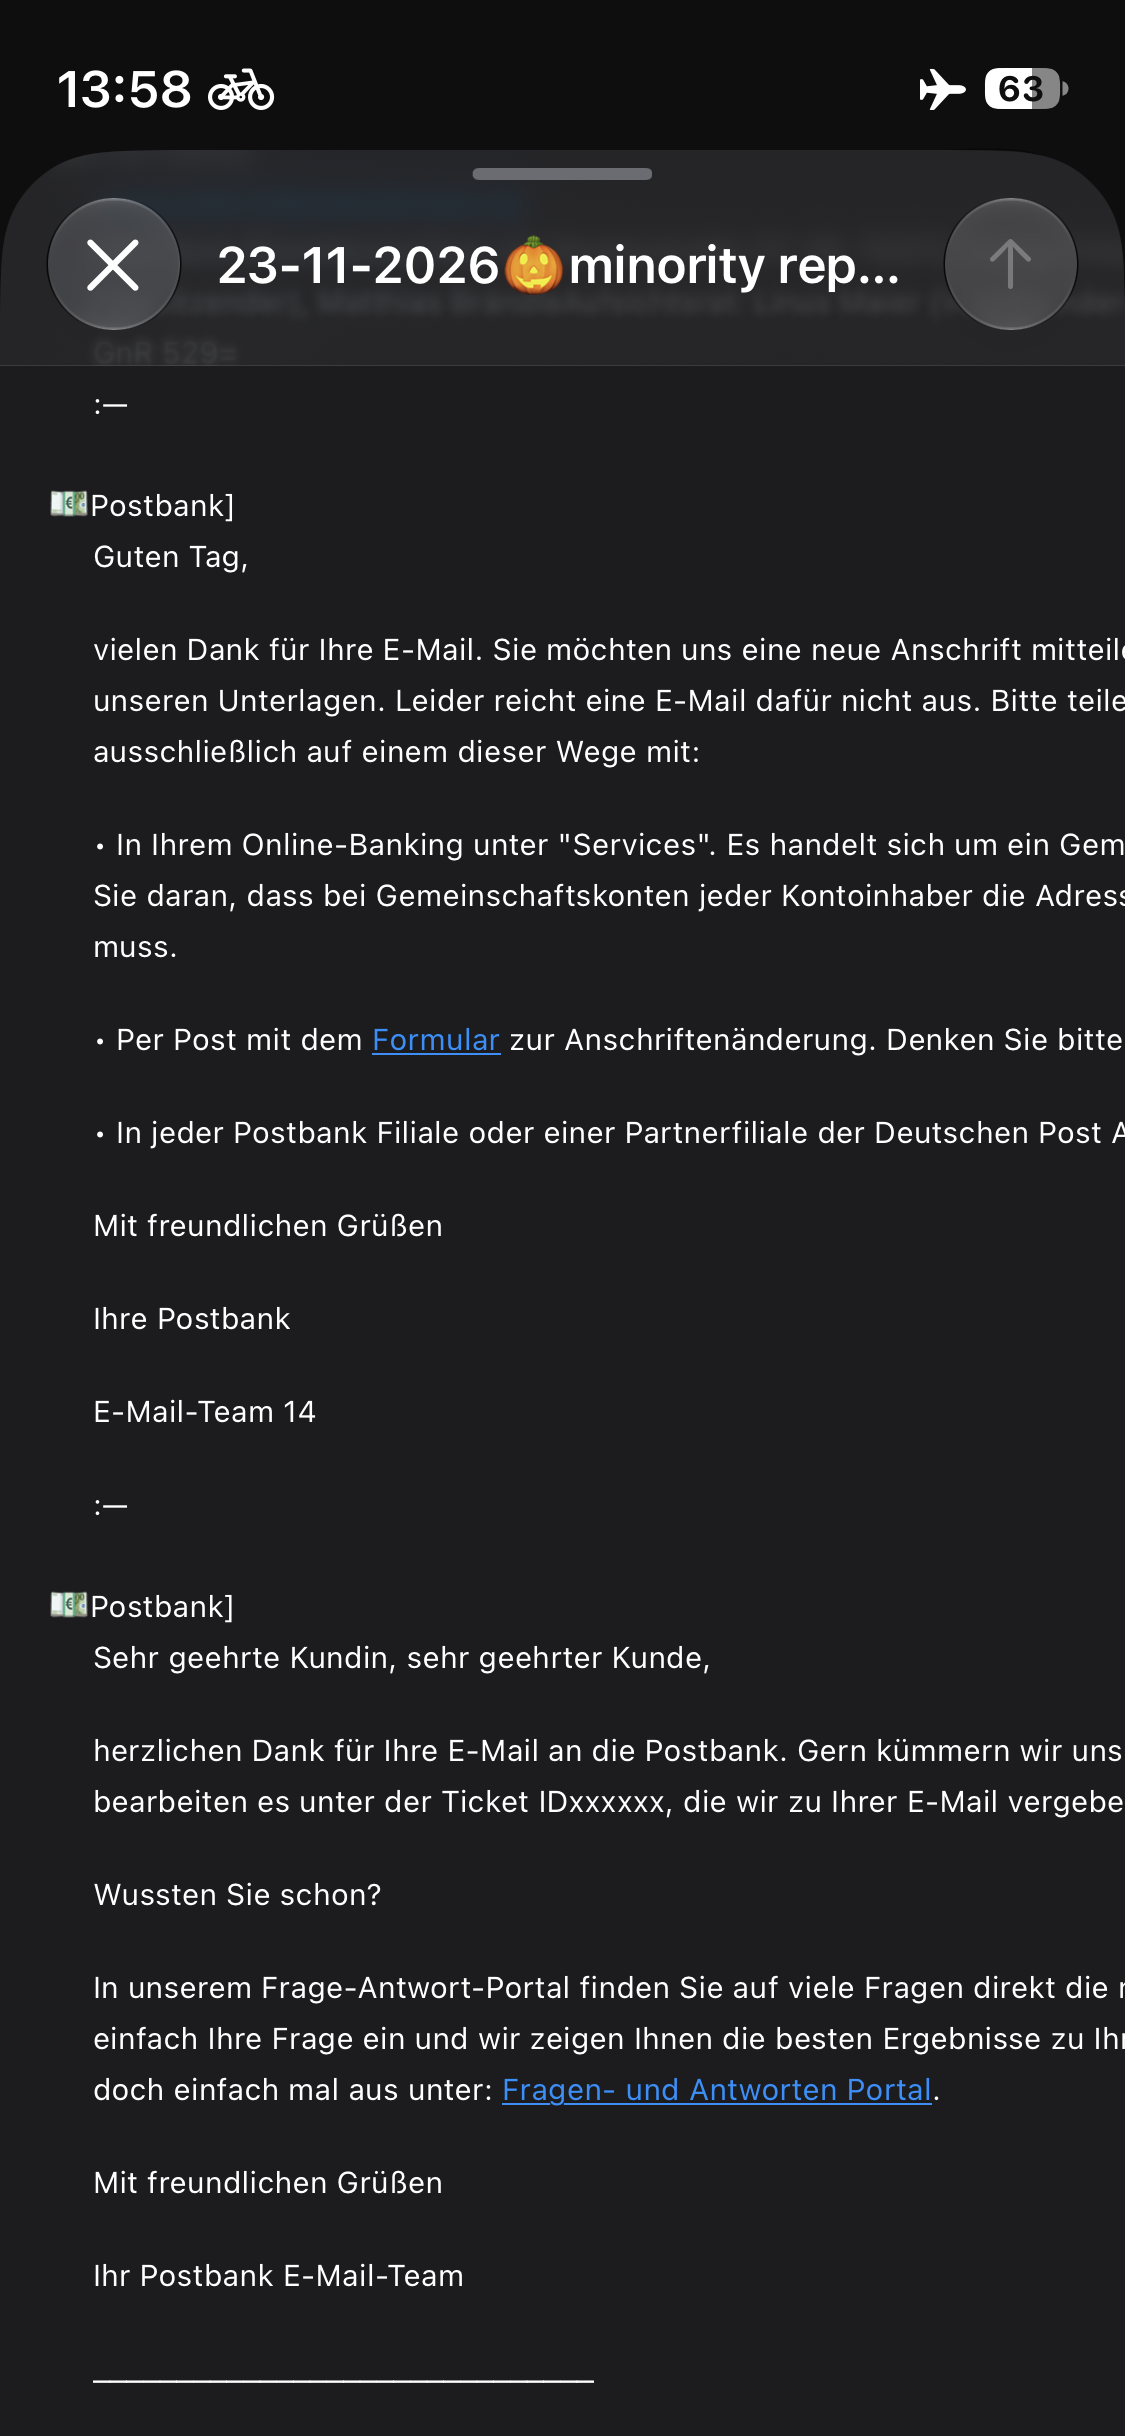 13:58
63
23-11-2026🎃minority rep...
GnR 529=
:—
💶Postbank]
Guten Tag,
vielen Dank für Ihre E-Mail. Sie möchten uns eine neue Anschrift
unseren Unterlagen. Leider reicht eine E-Mail dafür nicht aus. Bitte
ausschließlich auf einem dieser Wege mit:
• In Ihrem Online-Banking unter "Services". Es handelt sich um ein
Sie daran, dass bei Gemeinschaftskonten jeder Kontoinhaber die
muss.
• Per Post mit dem Formular zur Anschriftenänderung. Denken Sie bitte
• In jeder Postbank Filiale oder einer Partnerfiliale der Deutschen Post
Mit freundlichen Grüßen
Ihre Postbank
E-Mail-Team 14
:—
💶Postbank]
Sehr geehrte Kundin, sehr geehrter Kunde,
herzlichen Dank für Ihre E-Mail an die Postbank. Gern kümmern wir uns
bearbeiten es unter der Ticket IDxxxxxx, die wir zu Ihrer E-Mail
Wussten Sie schon?
In unserem Frage-Antwort-Portal finden Sie auf viele Fragen direkt die
einfach Ihre Frage ein und wir zeigen Ihnen die besten Ergebnisse zu
doch einfach mal aus unter: Fragen- und Antworten Portal.
Mit freundlichen Grüßen
Ihr Postbank E-Mail-Team